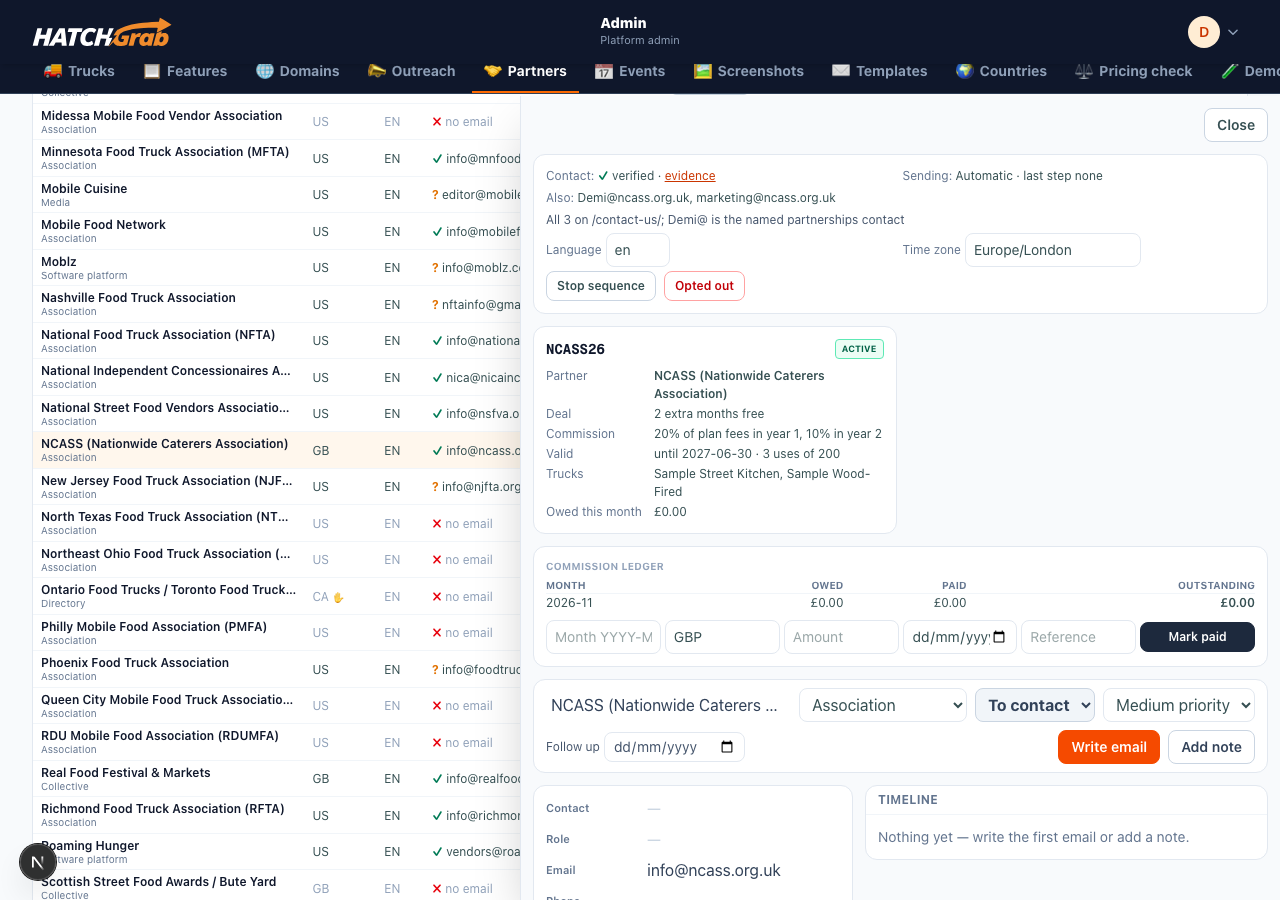 HATCHGrab
Admin
Platform admin
D
Trucks
Features
Domains
Outreach
Partners
Events
Screenshots
Templates
Countries
Pricing check
Demo
Midessa Mobile Food Vendor Association
Association
US EN no email
Minnesota Food Truck Association (MFTA)
Association
US EN info@mnfood
Mobile Cuisine
Media
US EN ? editor@mobile
Mobile Food Network
Association
US EN info@mobilef
Moblz
Software platform
US EN ? info@moblz.c
Nashville Food Truck Association
Association
US EN ? nftainfo@gma
National Food Truck Association (NFTA)
Association
US EN info@nationa
National Independent Concessionaires A...
Association
US EN nica@nicainc
National Street Food Vendors Associatio...
Association
US EN info@nsfva.o
NCASS (Nationwide Caterers Association)
Association
GB EN info@ncass.o
New Jersey Food Truck Association (NJF...
Association
US EN ? info@njfta.org
North Texas Food Truck Association (NT...
Association
US EN no email
Northeast Ohio Food Truck Association (...
Association
US EN no email
Ontario Food Trucks / Toronto Food Truck...
Directory
CA EN no email
Philly Mobile Food Association (PMFA)
Association
US EN no email
Phoenix Food Truck Association
Association
US EN ? info@foodtruc
Queen City Mobile Food Truck Associatio...
Association
US EN no email
RDU Mobile Food Association (RDUMFA)
Association
US EN no email
Real Food Festival & Markets
Collective
GB EN info@realfood
Richmond Food Truck Association (RFTA)
Association
US EN info@richmon
Roaming Hunger
tware platform
US EN vendors@roa
Scottish Street Food Awards / Bute Yard
Collective
GB EN no email
N
Close
Contact: verified · evidence
Sending: Automatic · last step none
Also: Demi@ncass.org.uk, marketing@ncass.org.uk
All 3 on /contact-us/; Demi@ is the named partnerships contact
Language en
Time zone Europe/London
Stop sequence
Opted out
NCASS26
ACTIVE
Partner NCASS (Nationwide Caterers
Association)
Deal 2 extra months free
Commission 20% of plan fees in year 1, 10% in year 2
Valid until 2027-06-30 · 3 uses of 200
Trucks Sample Street Kitchen, Sample Wood-
Fired
Owed this month £0.00
COMMISSION LEDGER
MONTH OWED PAID OUTSTANDING
2026-11 £0.00 £0.00 £0.00
Month YYYY-M GBP Amount dd/mm/yyyy Reference Mark paid
NCASS (Nationwide Caterers ... Association To contact Medium priority
Follow up dd/mm/yyyy Write email Add note
Contact —
Role —
Email info@ncass.org.uk
TIMELINE
Nothing yet — write the first email or add a note.